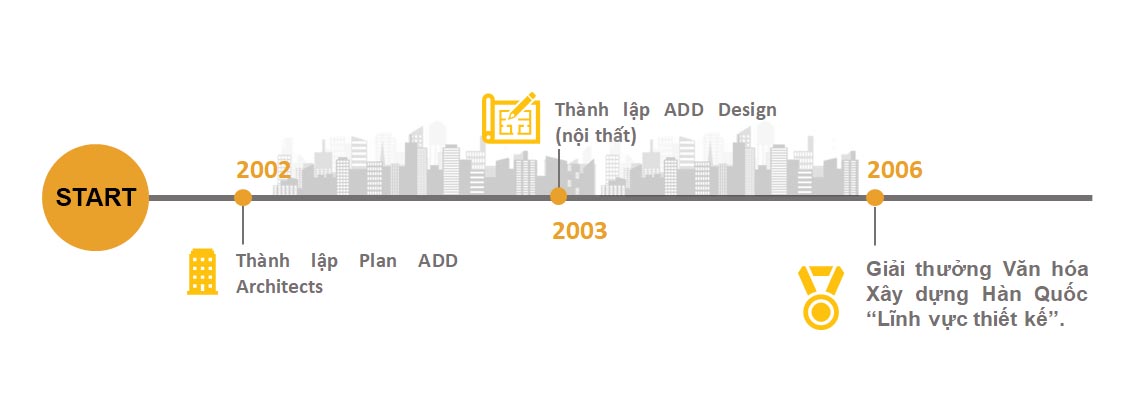 START
2002
Thành lập Plan ADD
Architects
Thành lập ADD Design
(nội thất)
2003
2006
Giải thưởng Văn hóa
Xây dựng Hàn Quốc
“Lĩnh vực thiết kế”.